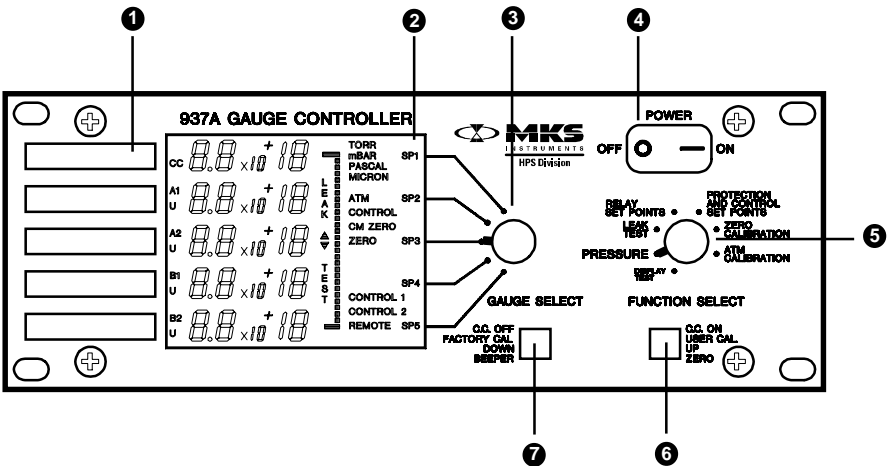 1
2
3
4
937A GAUGE CONTROLLER
MKS
INSTRUMENTS
HPS Division
POWER
OFF
ON
CC 8.8 x10 +18
A1
U 8.8 x10 +18
A2
U 8.8 x10 +18
B1
U 8.8 x10 +18
B2
U 8.8 x10 +18
LEAK
TEST
TORR
mBAR SP1
PASCAL
MICRON
ATM SP2
CONTROL
CM ZERO
ZERO SP3
SP4
CONTROL 1
CONTROL 2
REMOTE SP5
RELAY
SET POINTS
PROTECTION
AND CONTROL
SET POINTS
LEAK
TEST
ZERO
CALIBRATION
PRESSURE
ATM
CALIBRATION
DISPLAY
TEST
5
GAUGE SELECT
FUNCTION SELECT
C.C. OFF
FACTORY CAL.
DOWN
BEEPER
C.C. ON
USER CAL.
UP
ZERO
7
6